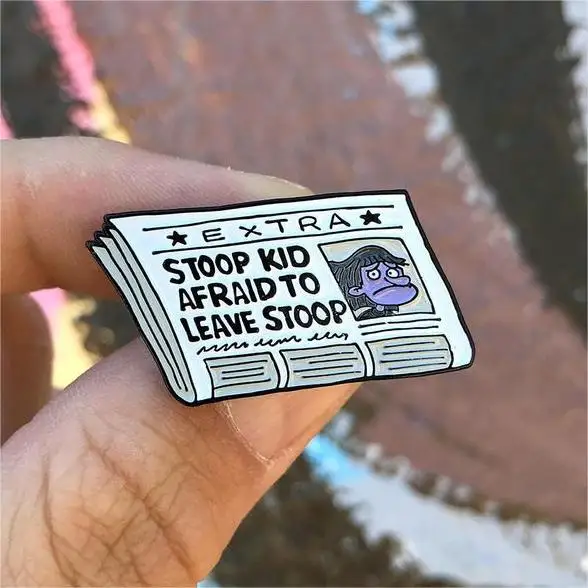 ★ EXTRA ★
STOOP KID
AFRAID TO
LEAVE STOOP